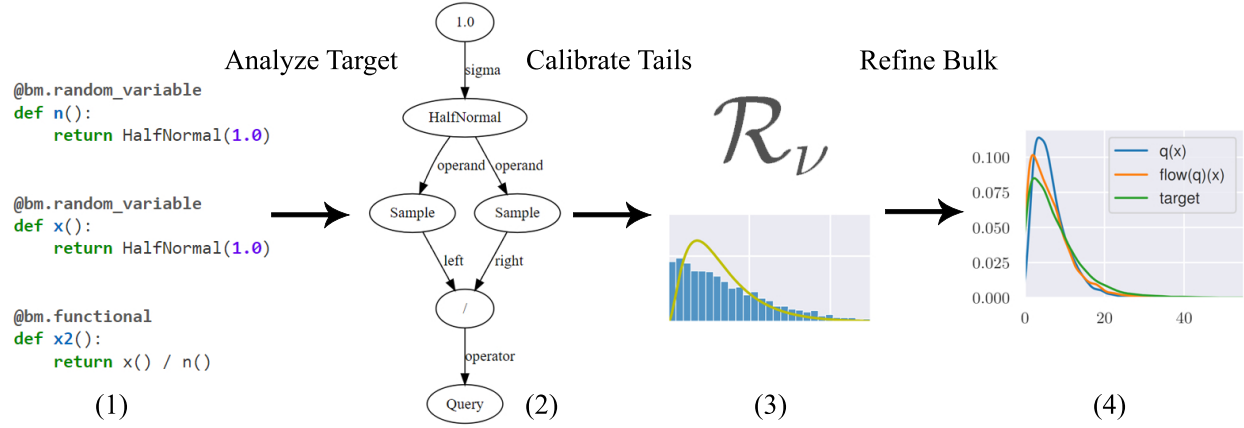 Analyze Target
Calibrate Tails
Refine Bulk
@bm.random_variable
def n():
    return HalfNormal(1.0)
@bm.random_variable
def x():
    return HalfNormal(1.0)
@bm.functional
def x2():
    return x() / n()
(1)
1.0
sigma
HalfNormal
operand operand
Sample Sample
left right
/
operator
Query
(2)
ℛν
(3)
0.100
0.075
0.050
0.025
0.000
0 20 40
q(x)
flow(q)(x)
target
(4)